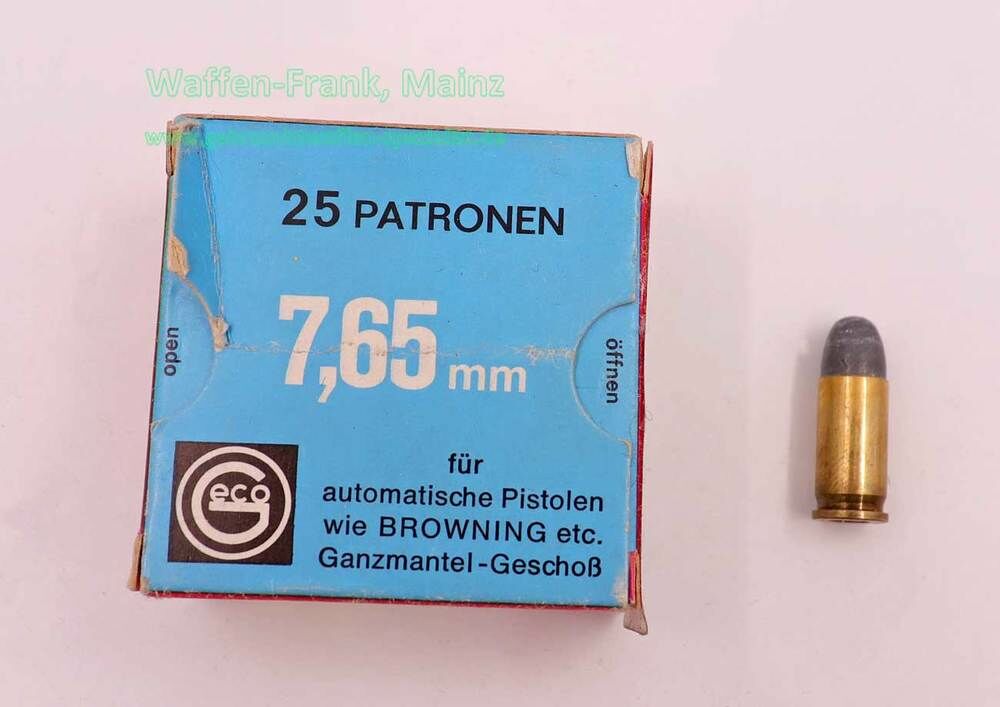 Waffen-Frank, Mainz
25 PATRONEN
7,65 mm
open
öffnen
Geco
für
automatische Pistolen
wie BROWNING etc.
Ganzmantel-Geschoß